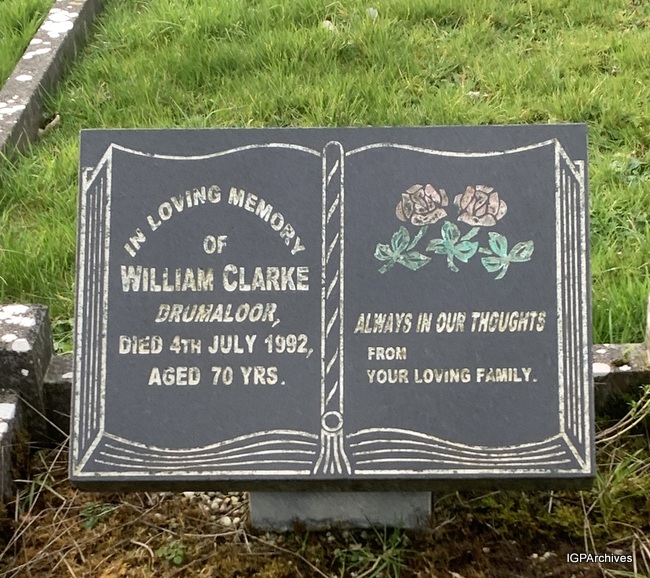 IN LOVING MEMORY
OF
WILLIAM CLARKE
DRUMALOOR,
DIED 4TH JULY 1992,
AGED 70 YRS.
ALWAYS IN OUR THOUGHTS
FROM
YOUR LOVING FAMILY.
IGPArchives